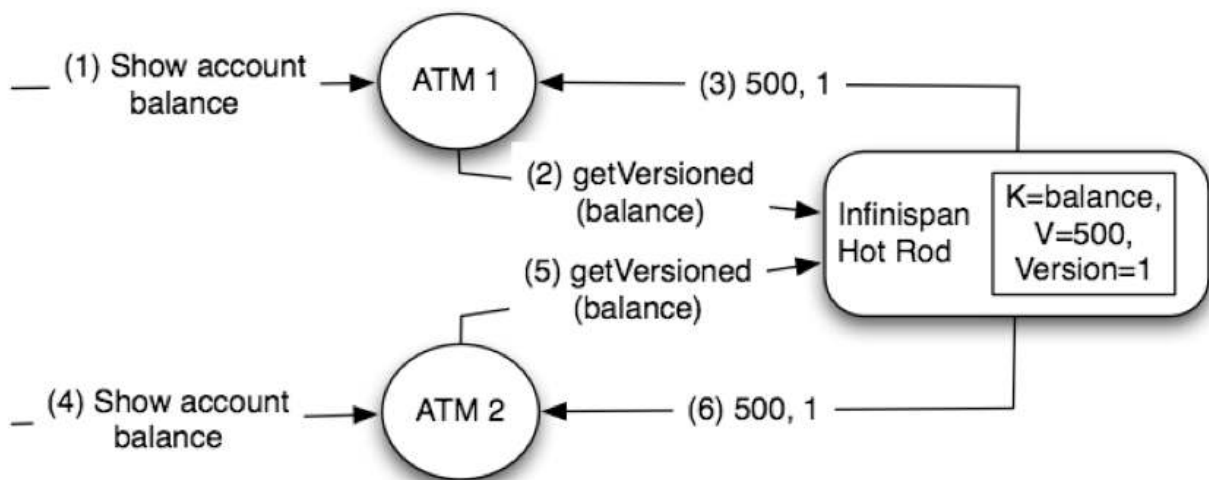 (1) Show account
balance
ATM 1
(3) 500, 1
(2) getVersioned
(balance)
Infinispan
Hot Rod
K=balance,
V=500,
Version=1
(5) getVersioned
(balance)
(4) Show account
balance
ATM 2
(6) 500, 1